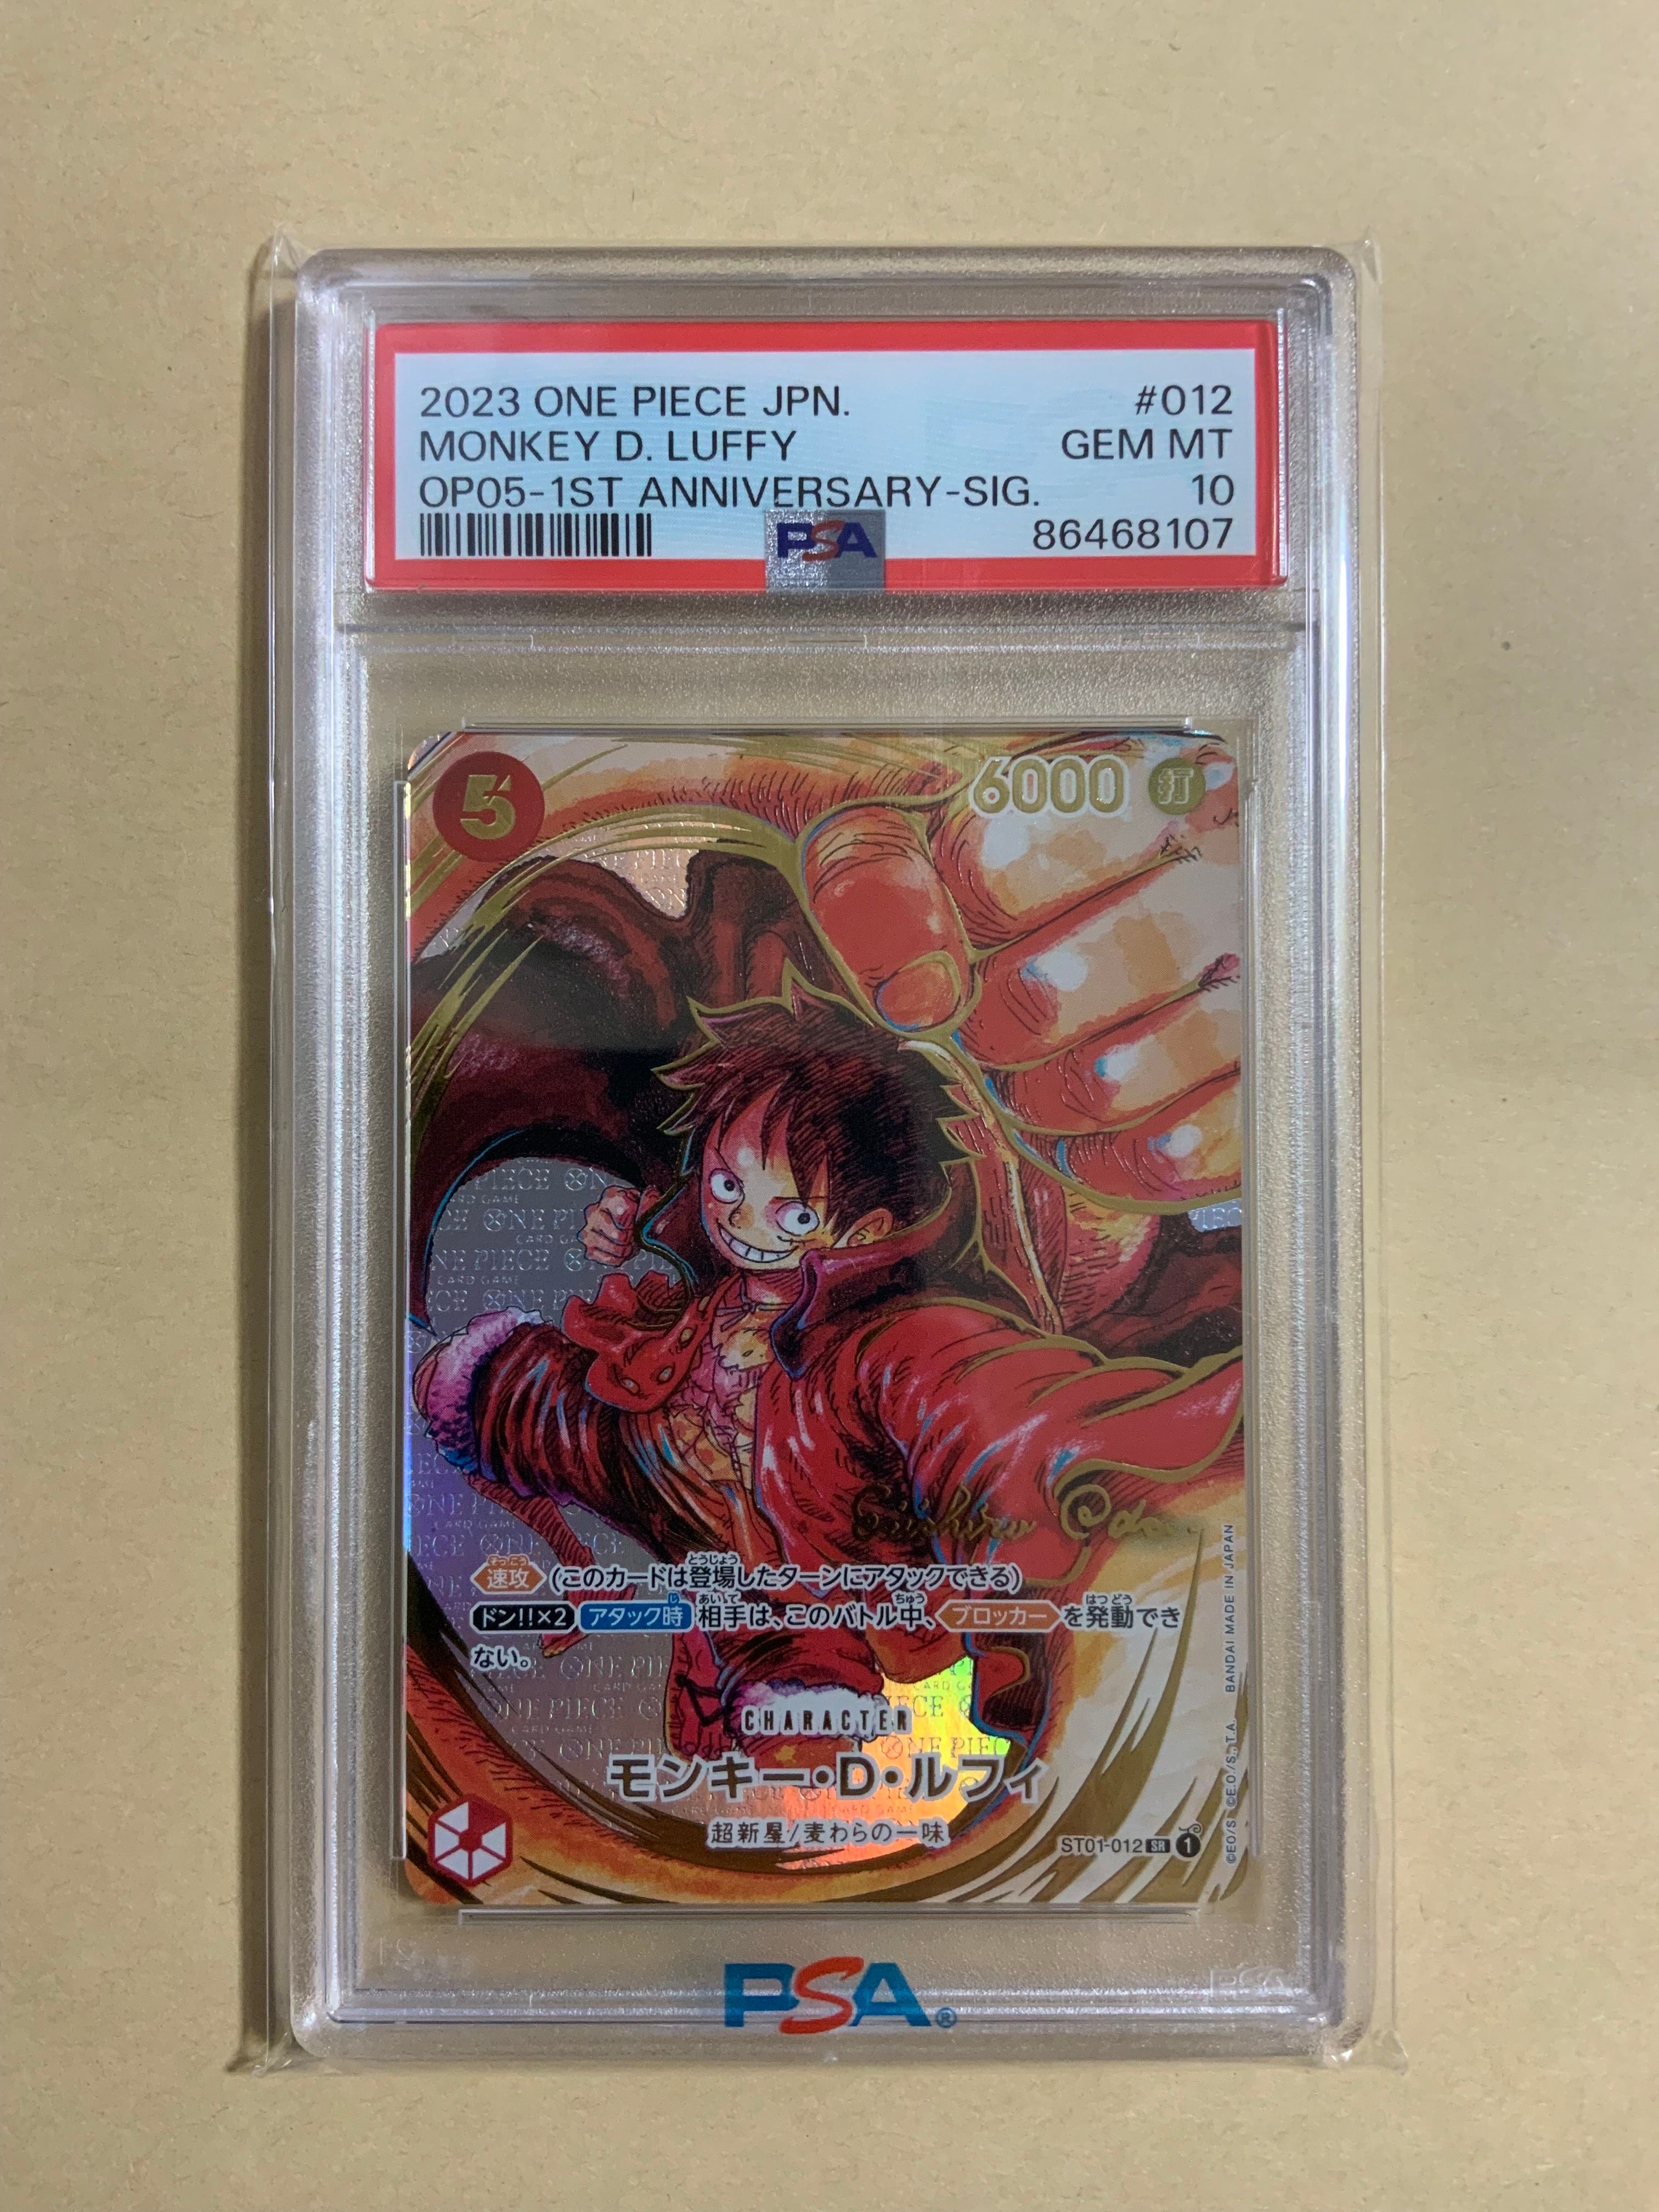 2023 ONE PIECE JPN. #012
MONKEY D. LUFFY GEM MT
OP05-1ST ANNIVERSARY-SIG. 10
PSA 86468107
5 6000 打
Eiichiro Oda
速攻(このカードは登場したターンにアタックできる)
ドン!!×2 アタック時 相手は、このバトル中、ブロッカーを発動でき
ない。
CHARACTER
モンキー・D・ルフィ
超新星/麦わらの一味
ST01-012 SR 1
©E.O./S.,T.A. BANDAI MADE IN JAPAN
PSA®